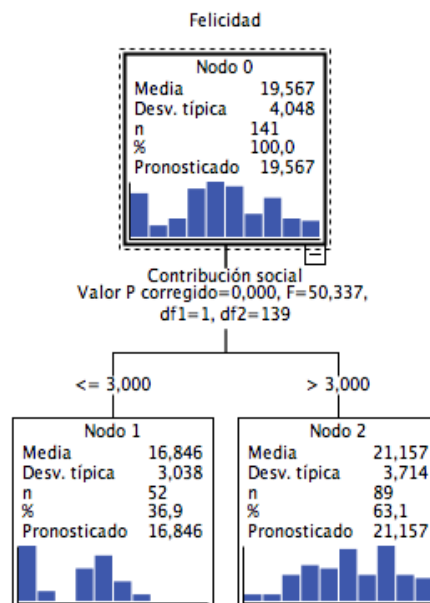 Felicidad
Nodo 0
Media 19,567
Desv. típica 4,048
n 141
% 100,0
Pronosticado 19,567
Contribución social
Valor P corregido=0,000, F=50,337,
df1=1, df2=139
<= 3,000
> 3,000
Nodo 1
Media 16,846
Desv. típica 3,038
n 52
% 36,9
Pronosticado 16,846
Nodo 2
Media 21,157
Desv. típica 3,714
n 89
% 63,1
Pronosticado 21,157